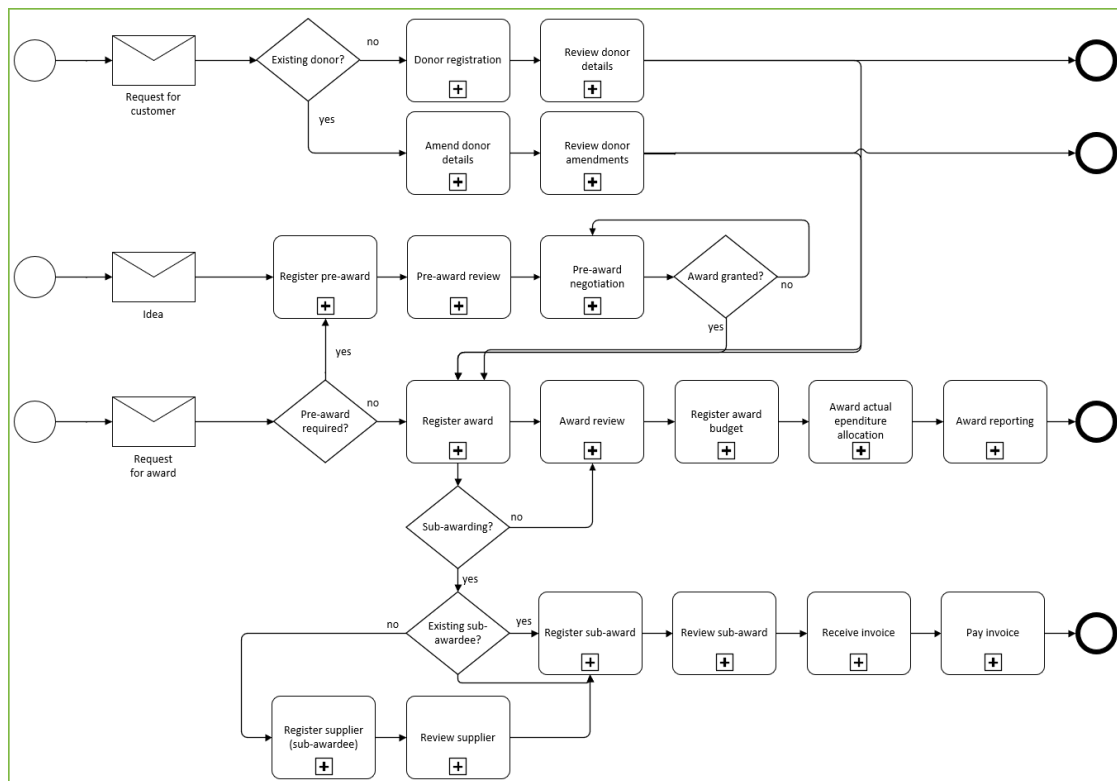 Existing donor?
no
Donor registration
Review donor
details
Request for
customer
yes
Amend donor
details
Review donor
amendments
Idea
Register pre-award
Pre-award review
Pre-award
negotiation
Award granted?
no
yes
yes
Request
for award
Pre-award
required?
no
Register award
Award review
Register award
budget
Award actual
ependiture
allocation
Award reporting
Sub-awarding?
no
yes
no
Existing sub-
awardee?
yes
Register sub-award
Review sub-award
Receive invoice
Pay invoice
Register supplier
(sub-awardee)
Review supplier